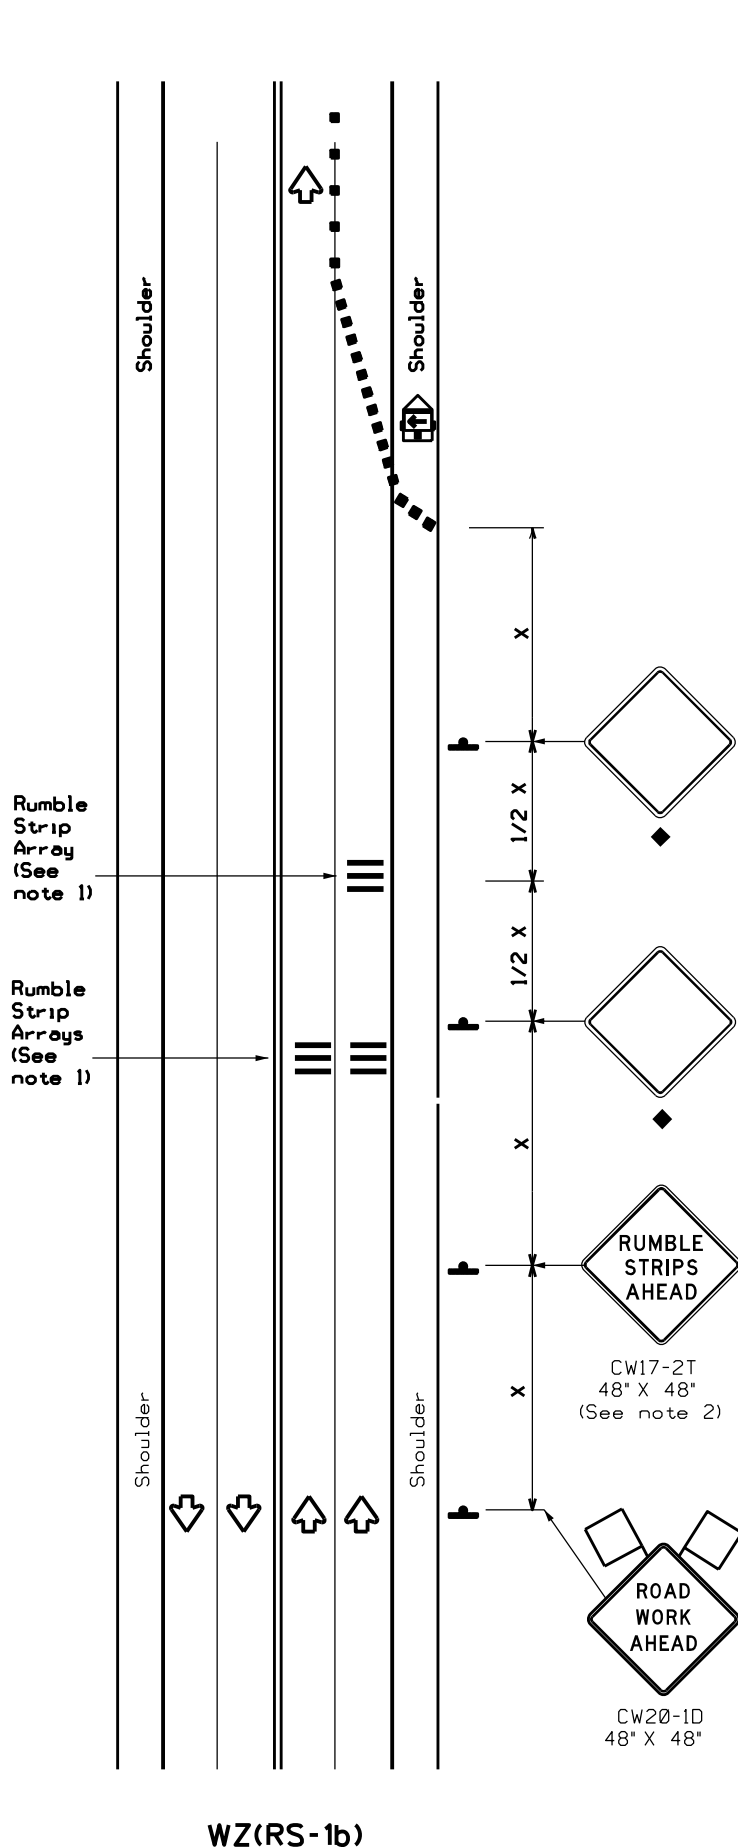 Shoulder
Shoulder
X
1/2 X
Rumble
Strip
Array
(See
note 1)
1/2 X
Rumble
Strip
Arrays
(See
note 1)
X
RUMBLE
STRIPS
AHEAD
CW17-2T
48" X 48"
(See note 2)
X
Shoulder
Shoulder
ROAD
WORK
AHEAD
CW20-1D
48" X 48"
WZ(RS-1b)